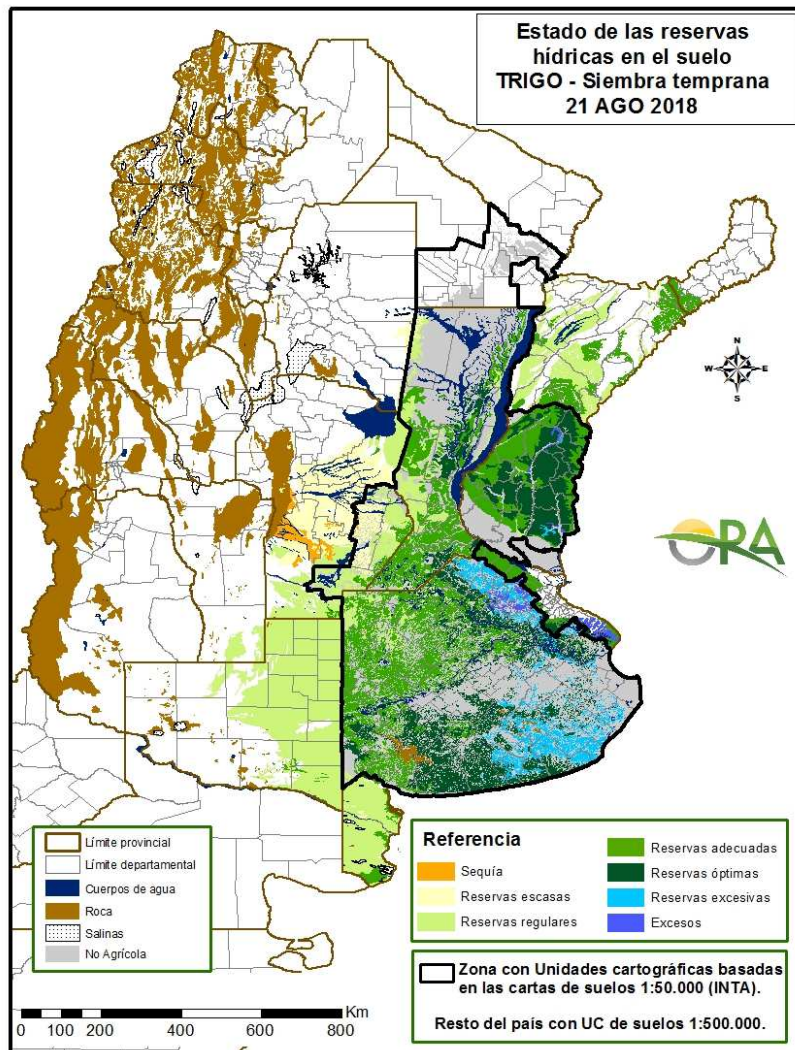 Estado de las reservas
hídricas en el suelo
TRIGO - Siembra temprana
21 AGO 2018
N
W
E
S
ORA
Límite provincial
Límite departamental
Cuerpos de agua
Roca
Salinas
No Agrícola
Referencia
Sequía
Reservas escasas
Reservas regulares
Reservas adecuadas
Reservas óptimas
Reservas excesivas
Excesos
Zona con Unidades cartográficas basadas
en las cartas de suelos 1:50.000 (INTA).
Resto del país con UC de suelos 1:500.000.
Km
0 50 100 200 400 600 800